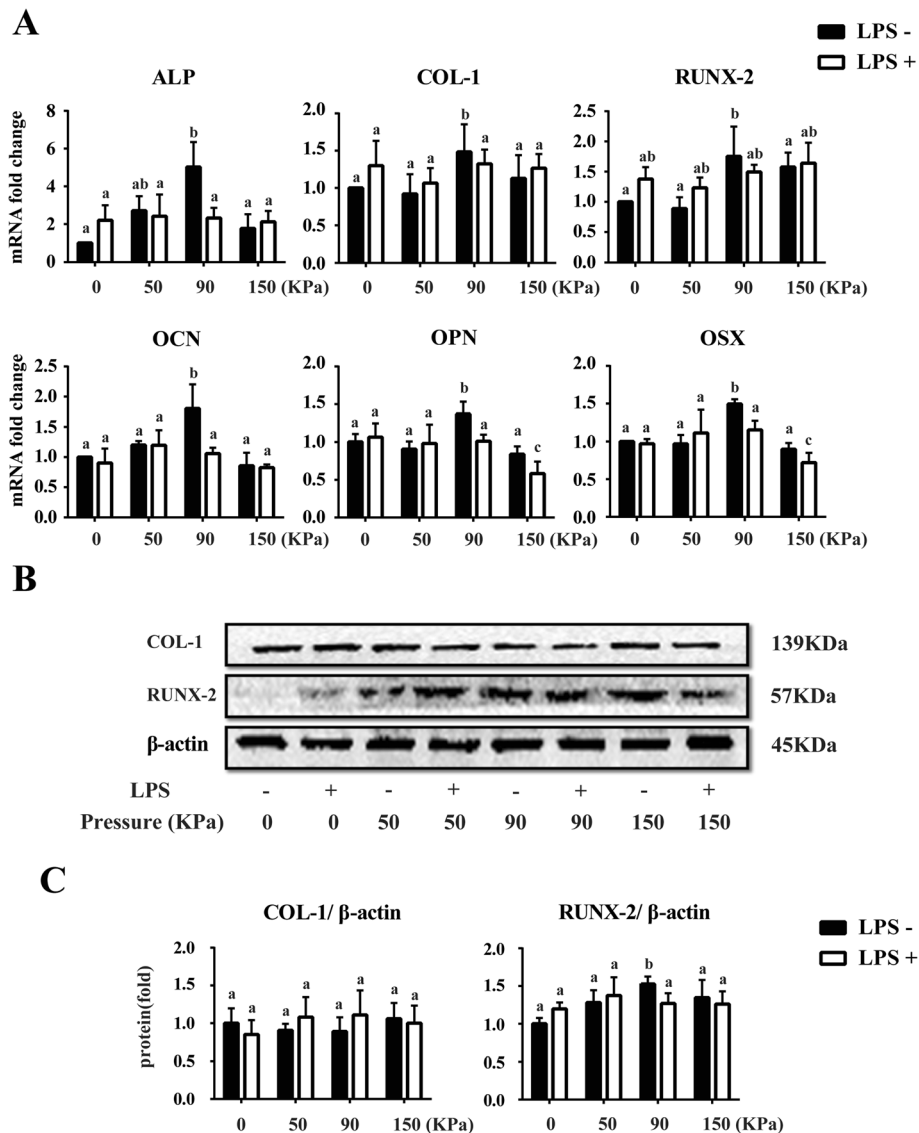 A
LPS -
LPS +
ALP
COL-1
RUNX-2
mRNA fold change
8
6
4
2
0
a
a
ab
a
b
a
a
a
0 50 90 150 (KPa)
2.0
1.5
1.0
0.5
0.0
a
a
a
a
b
a
a
a
0 50 90 150 (KPa)
2.5
2.0
1.5
1.0
0.5
0.0
a
ab
a
ab
b
ab
ab
ab
0 50 90 150 (KPa)
OCN
OPN
OSX
mRNA fold change
2.5
2.0
1.5
1.0
0.5
0.0
a
a
a
a
b
a
a
a
0 50 90 150 (KPa)
2.0
1.5
1.0
0.5
0.0
a
a
a
a
b
a
a
c
0 50 90 150 (KPa)
2.0
1.5
1.0
0.5
0.0
a
a
a
a
b
a
a
c
0 50 90 150 (KPa)
B
COL-1 139KDa
RUNX-2 57KDa
β-actin 45KDa
LPS - + - + - + - +
Pressure (KPa) 0 0 50 50 90 90 150 150
C
COL-1/ β-actin
RUNX-2/ β-actin
LPS -
LPS +
protein(fold)
2.0
1.5
1.0
0.5
0.0
a
a
a
a
a
a
a
a
0 50 90 150 (KPa)
2.0
1.5
1.0
0.5
0.0
a
a
a
a
b
a
a
a
0 50 90 150 (KPa)